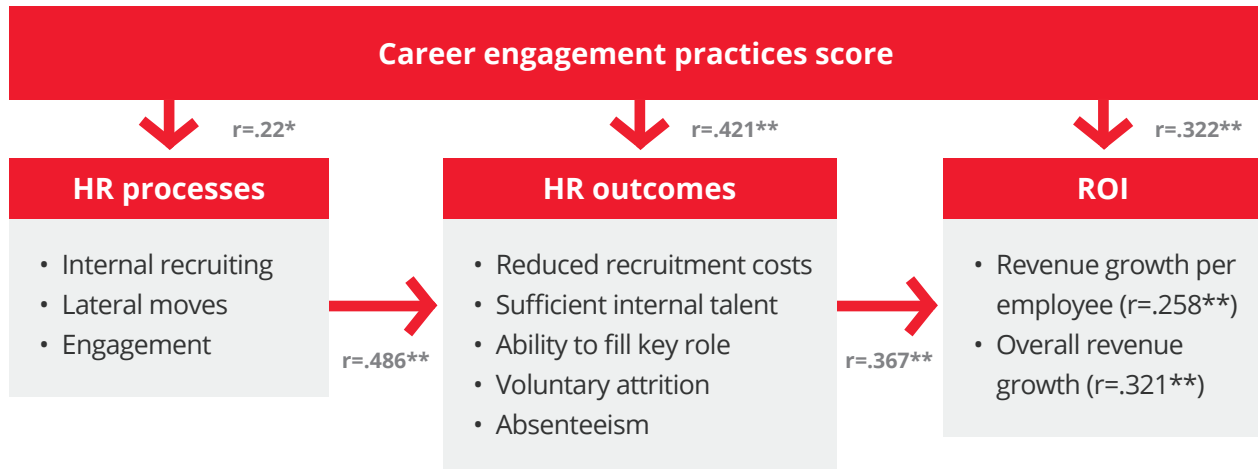 Career engagement practices score
r=.22*
r=.421**
r=.322**
HR processes
• Internal recruiting
• Lateral moves
• Engagement
r=.486**
HR outcomes
• Reduced recruitment costs
• Sufficient internal talent
• Ability to fill key role
• Voluntary attrition
• Absenteeism
r=.367**
ROI
• Revenue growth per
employee (r=.258**)
• Overall revenue
growth (r=.321**)